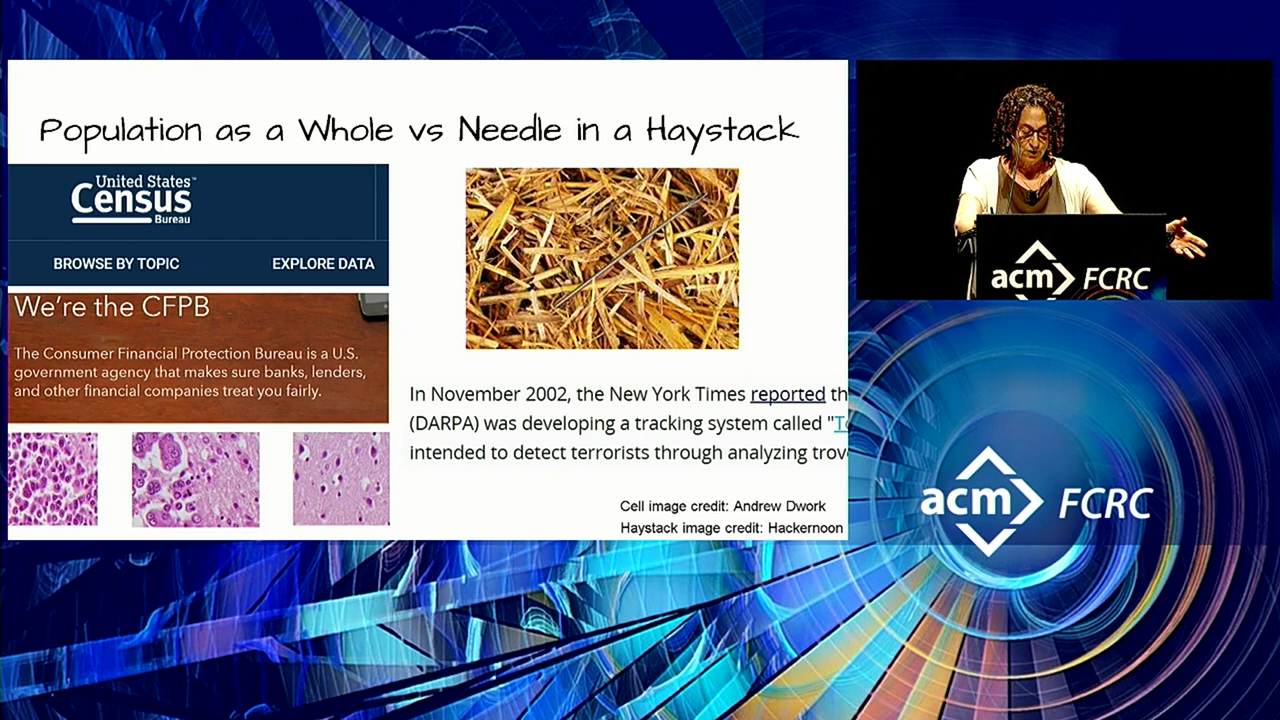 Population as a Whole vs Needle in a Haystack
United States™
Census
Bureau
BROWSE BY TOPIC
EXPLORE DATA
We're the CFPB
The Consumer Financial Protection Bureau is a U.S.
government agency that makes sure banks, lenders,
and other financial companies treat you fairly.
In November 2002, the New York Times reported th
(DARPA) was developing a tracking system called "T
intended to detect terrorists through analyzing trov
Cell image credit: Andrew Dwork
Haystack image credit: Hackernoon
acm FCRC
acm FCRC